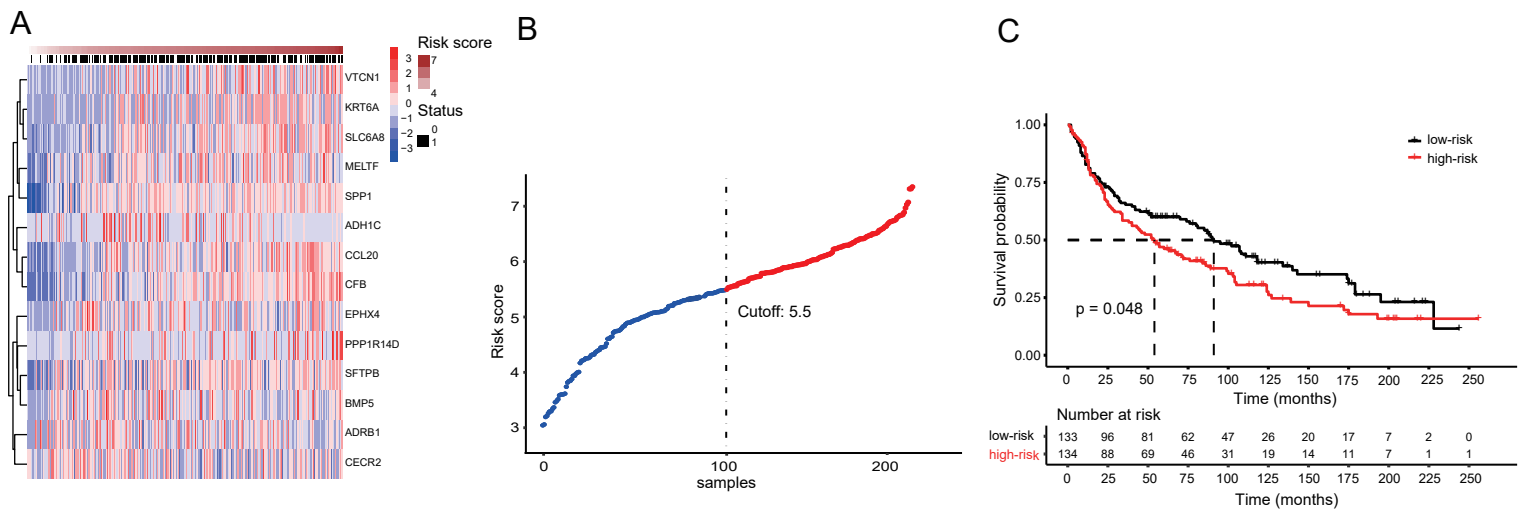 A
B
C
Risk score
7
4
Status
0
1
3
2
1
0
−1
−2
−3
VTCN1
KRT6A
SLC6A8
MELTF
SPP1
ADH1C
CCL20
CFB
EPHX4
PPP1R14D
SFTPB
BMP5
ADRB1
CECR2
Risk score
7
6
5
4
3
Cutoff: 5.5
0 100 200
samples
Survival probability
1.00
0.75
0.50
0.25
0.00
low-risk
high-risk
p = 0.048
0 25 50 75 100 125 150 175 200 225 250
Time (months)
Number at risk
low-risk 133 96 81 62 47 26 20 17 7 2 0
high-risk 134 88 69 46 31 19 14 11 7 1 1
0 25 50 75 100 125 150 175 200 225 250
Time (months)